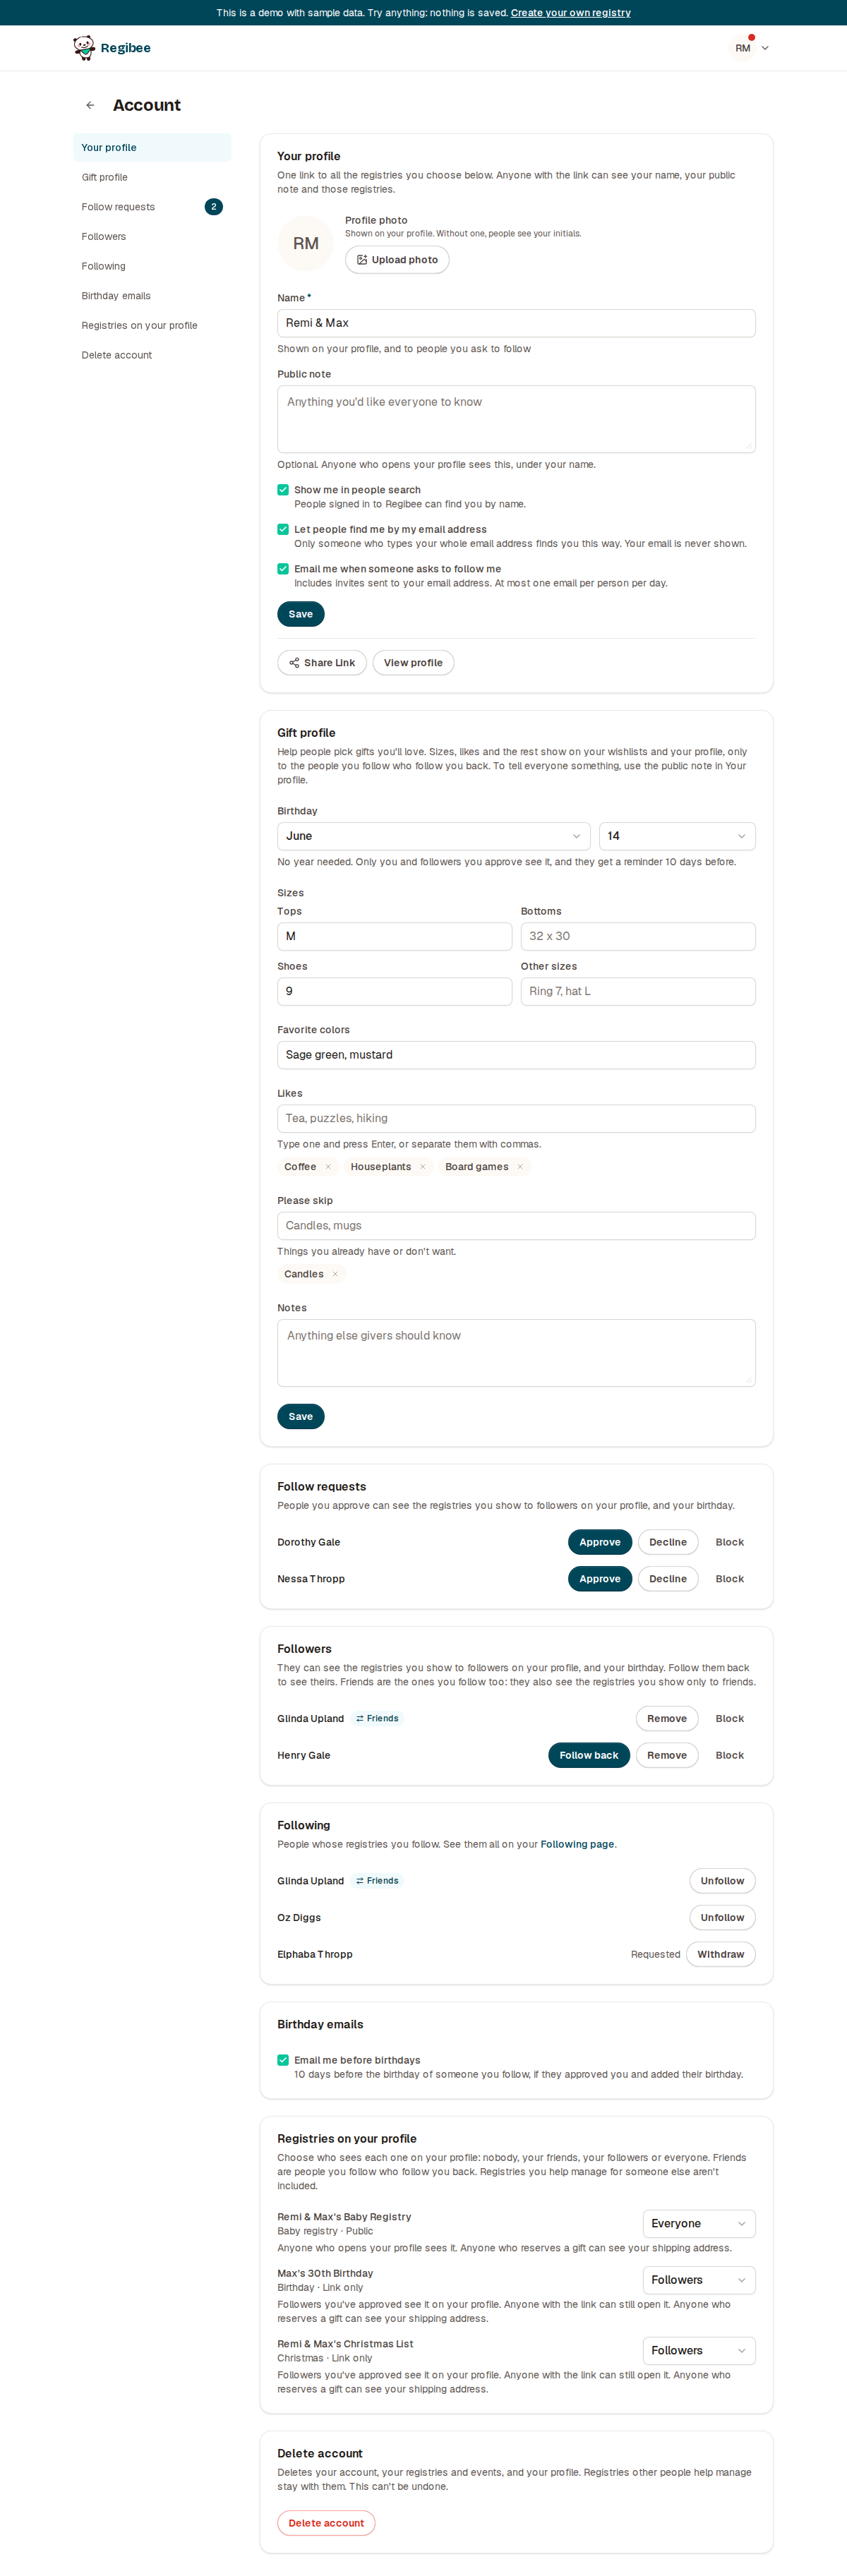 This is a demo with sample data. Try anything: nothing is saved. Create your own registry
Regibee
RM
Account
Your profile
Gift profile
Follow requests 2
Followers
Following
Birthday emails
Registries on your profile
Delete account
Your profile
One link to all the registries you choose below. Anyone with the link can see your name, your public
note and those registries.
RM
Profile photo
Shown on your profile. Without one, people see your initials.
Upload photo
Name *
Remi & Max
Shown on your profile, and to people you ask to follow
Public note
Anything you'd like everyone to know
Optional. Anyone who opens your profile sees this, under your name.
Show me in people search
People signed in to Regibee can find you by name.
Let people find me by my email address
Only someone who types your whole email address finds you this way. Your email is never shown.
Email me when someone asks to follow me
Includes invites sent to your email address. At most one email per person per day.
Save
Share Link View profile
Gift profile
Help people pick gifts you'll love. Sizes, likes and the rest show on your wishlists and your profile, only
to the people you follow who follow you back. To tell everyone something, use the public note in Your
profile.
Birthday
June 14
No year needed. Only you and followers you approve see it, and they get a reminder 10 days before.
Sizes
Tops Bottoms
M 32 x 30
Shoes Other sizes
9 Ring 7, hat L
Favorite colors
Sage green, mustard
Likes
Tea, puzzles, hiking
Type one and press Enter, or separate them with commas.
Coffee × Houseplants × Board games ×
Please skip
Candles, mugs
Things you already have or don't want.
Candles ×
Notes
Anything else givers should know
Save
Follow requests
People you approve can see the registries you show to followers on your profile, and your birthday.
Dorothy Gale Approve Decline Block
Nessa Thropp Approve Decline Block
Followers
They can see the registries you show to followers on your profile, and your birthday. Follow them back
to see theirs. Friends are the ones you follow too: they also see the registries you show only to friends.
Glinda Upland Friends Remove Block
Henry Gale Follow back Remove Block
Following
People whose registries you follow. See them all on your Following page.
Glinda Upland Friends Unfollow
Oz Diggs Unfollow
Elphaba Thropp Requested Withdraw
Birthday emails
Email me before birthdays
10 days before the birthday of someone you follow, if they approved you and added their birthday.
Registries on your profile
Choose who sees each one on your profile: nobody, your friends, your followers or everyone. Friends
are people you follow who follow you back. Registries you help manage for someone else aren't
included.
Remi & Max's Baby Registry
Baby registry · Public
Everyone
Anyone who opens your profile sees it. Anyone who reserves a gift can see your shipping address.
Max's 30th Birthday
Birthday · Link only
Followers
Followers you've approved see it on your profile. Anyone with the link can still open it. Anyone who
reserves a gift can see your shipping address.
Remi & Max's Christmas List
Christmas · Link only
Followers
Followers you've approved see it on your profile. Anyone with the link can still open it. Anyone who
reserves a gift can see your shipping address.
Delete account
Deletes your account, your registries and events, and your profile. Registries other people help manage
stay with them. This can't be undone.
Delete account